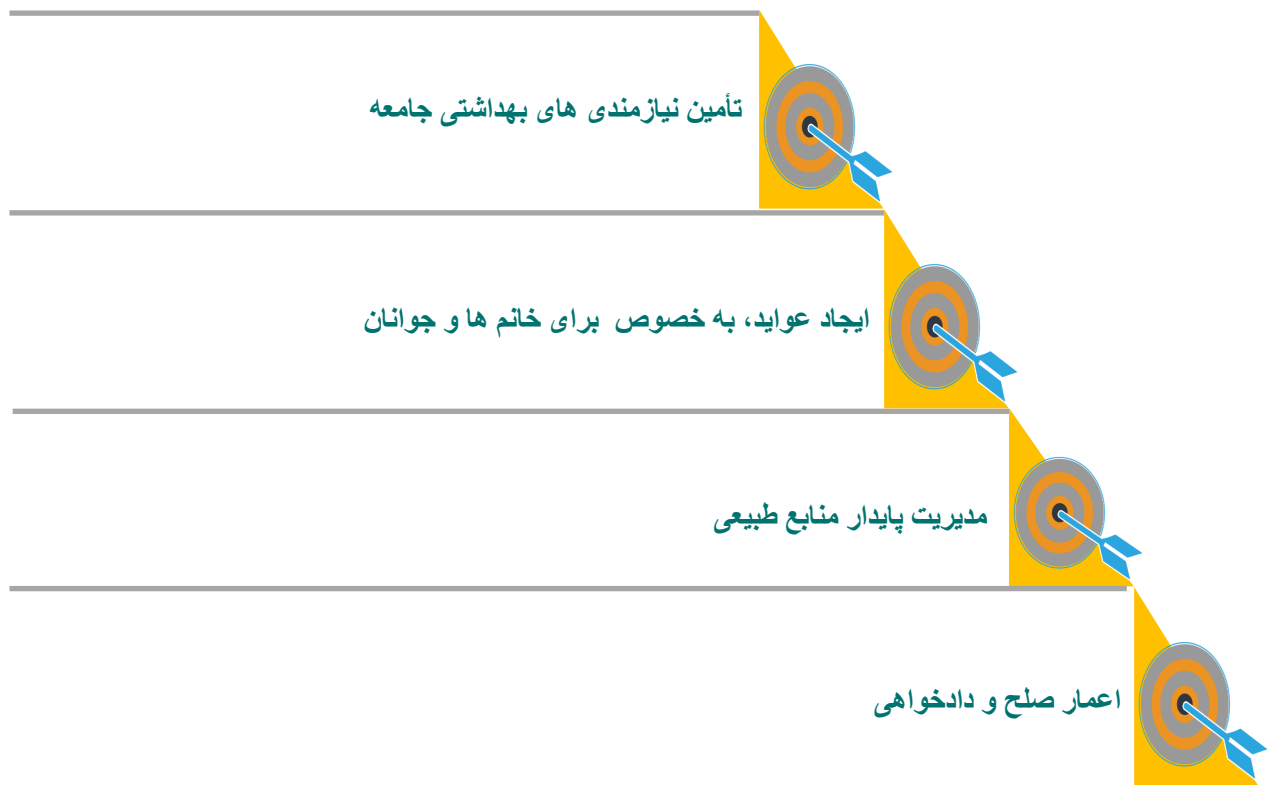 تأمین نیازمندی های بهداشتی جامعه
ایجاد عواید، به خصوص برای خانم ها و جوانان
مدیریت پایدار منابع طبیعی
اعمار صلح و دادخواهی